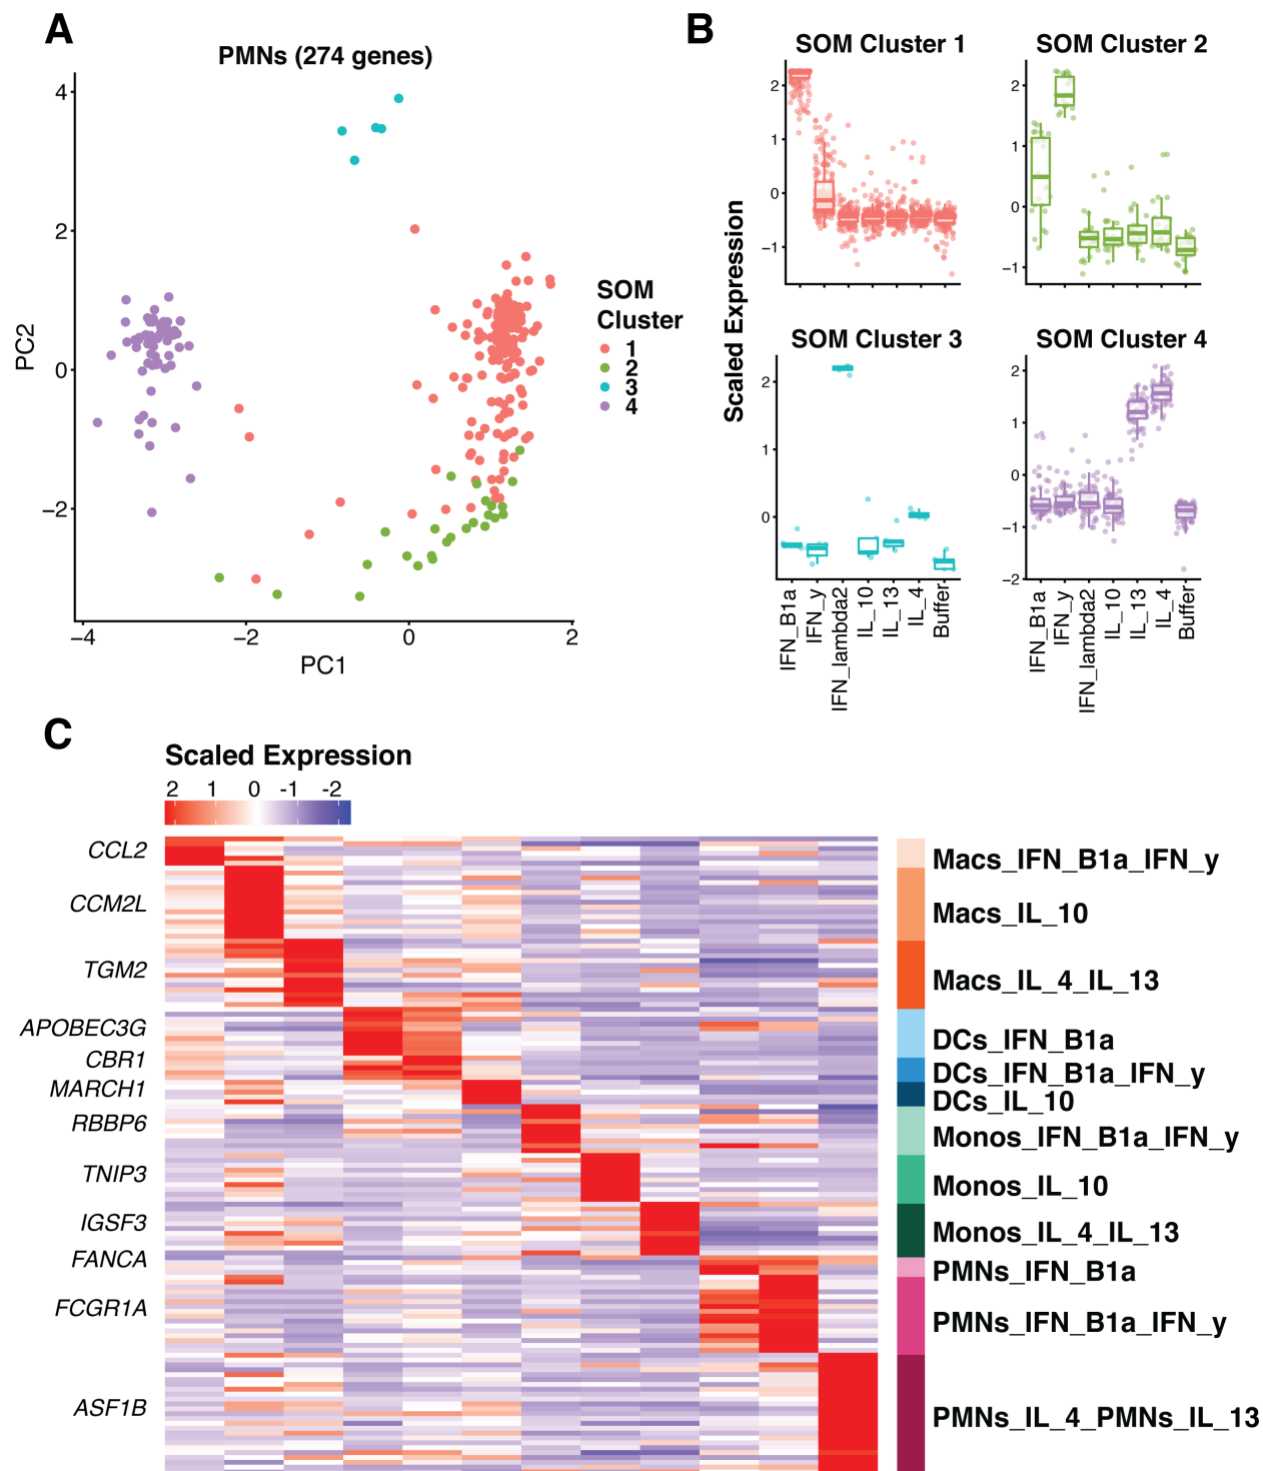 A
PMNs (274 genes)
4
2
0
−2
−4
−2
0
2
PC1
PC2
SOM
Cluster
1
2
3
4
B
SOM Cluster 1
SOM Cluster 2
2
1
0
−1
2
1
0
−1
Scaled Expression
SOM Cluster 3
SOM Cluster 4
2
1
0
2
1
0
−1
−2
IFN_B1a
IFN_y
IFN_lambda2
IL_10
IL_13
IL_4
Buffer
IFN_B1a
IFN_y
IFN_lambda2
IL_10
IL_13
IL_4
Buffer
C
Scaled Expression
2 1 0 -1 -2
CCL2
CCM2L
TGM2
APOBEC3G
CBR1
MARCH1
RBBP6
TNIP3
IGSF3
FANCA
FCGR1A
ASF1B
Macs_IFN_B1a_IFN_y
Macs_IL_10
Macs_IL_4_IL_13
DCs_IFN_B1a
DCs_IFN_B1a_IFN_y
DCs_IL_10
Monos_IFN_B1a_IFN_y
Monos_IL_10
Monos_IL_4_IL_13
PMNs_IFN_B1a
PMNs_IFN_B1a_IFN_y
PMNs_IL_4_PMNs_IL_13